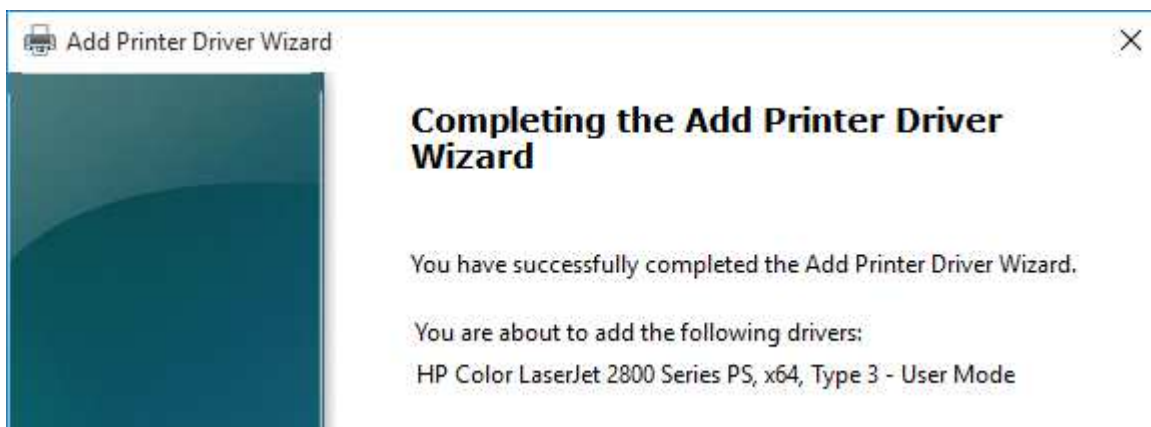 Add Printer Driver Wizard
Completing the Add Printer Driver
Wizard
You have successfully completed the Add Printer Driver Wizard.
You are about to add the following drivers:
HP Color LaserJet 2800 Series PS, x64, Type 3 - User Mode